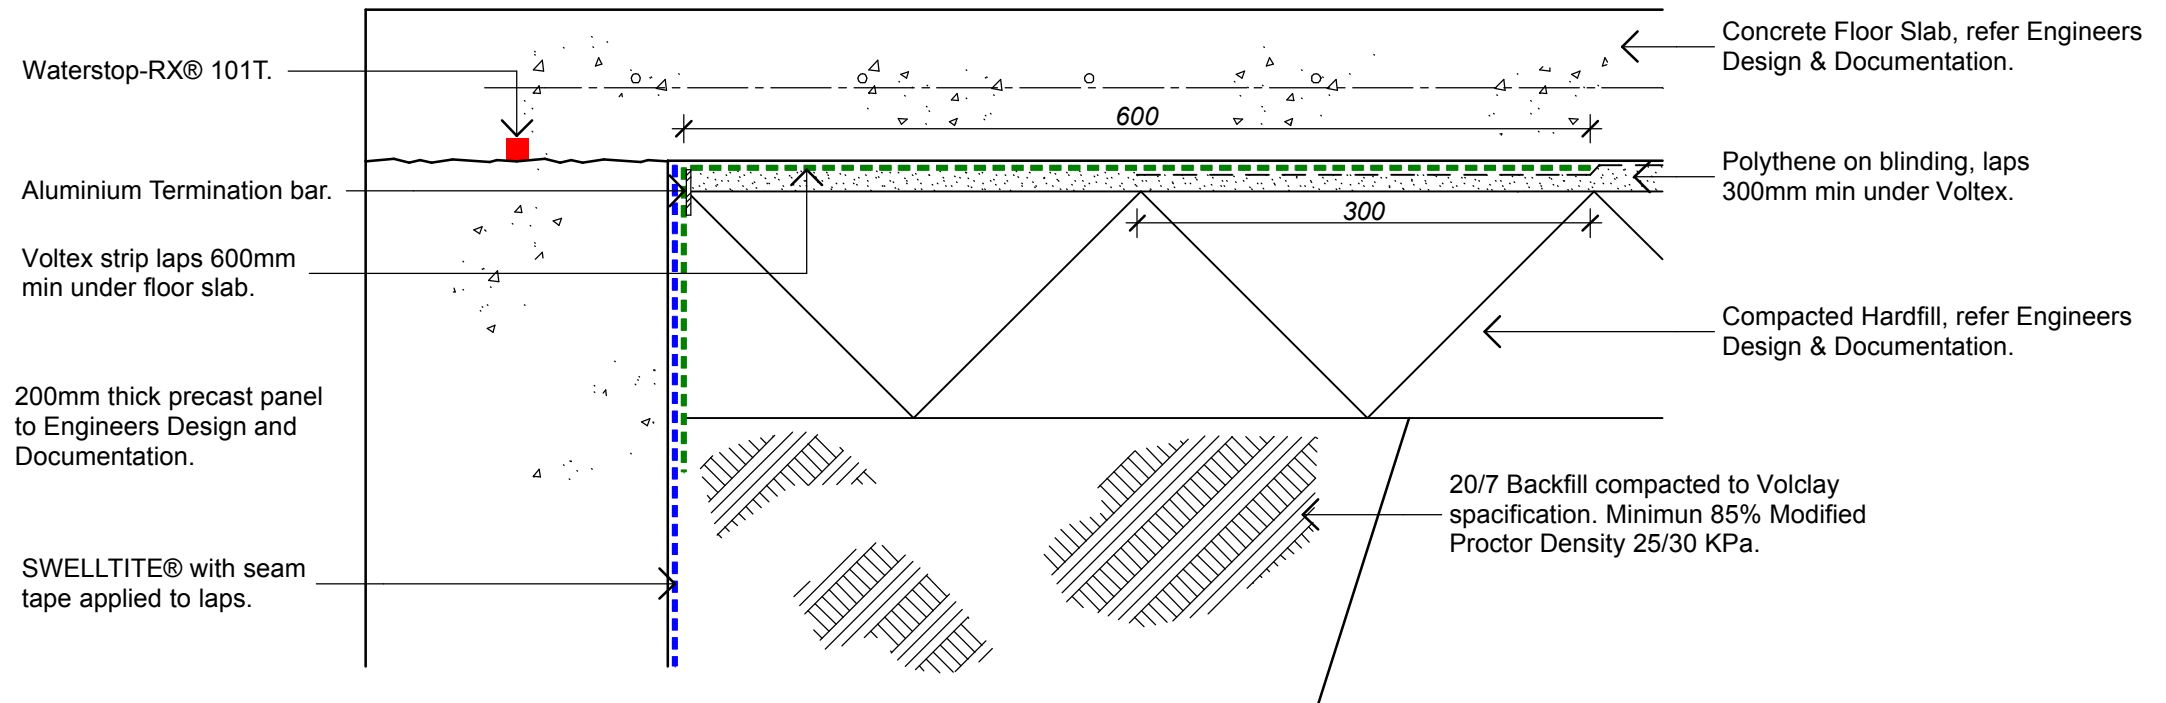 Waterstop-RX® 101T.
Aluminium Termination bar.
Voltex strip laps 600mm
min under floor slab.
200mm thick precast panel
to Engineers Design and
Documentation.
SWELLTITE® with seam
tape applied to laps.
600
300
Concrete Floor Slab, refer Engineers
Design & Documentation.
Polythene on blinding, laps
300mm min under Voltex.
Compacted Hardfill, refer Engineers
Design & Documentation.
20/7 Backfill compacted to Volclay
spacification. Minimun 85% Modified
Proctor Density 25/30 KPa.